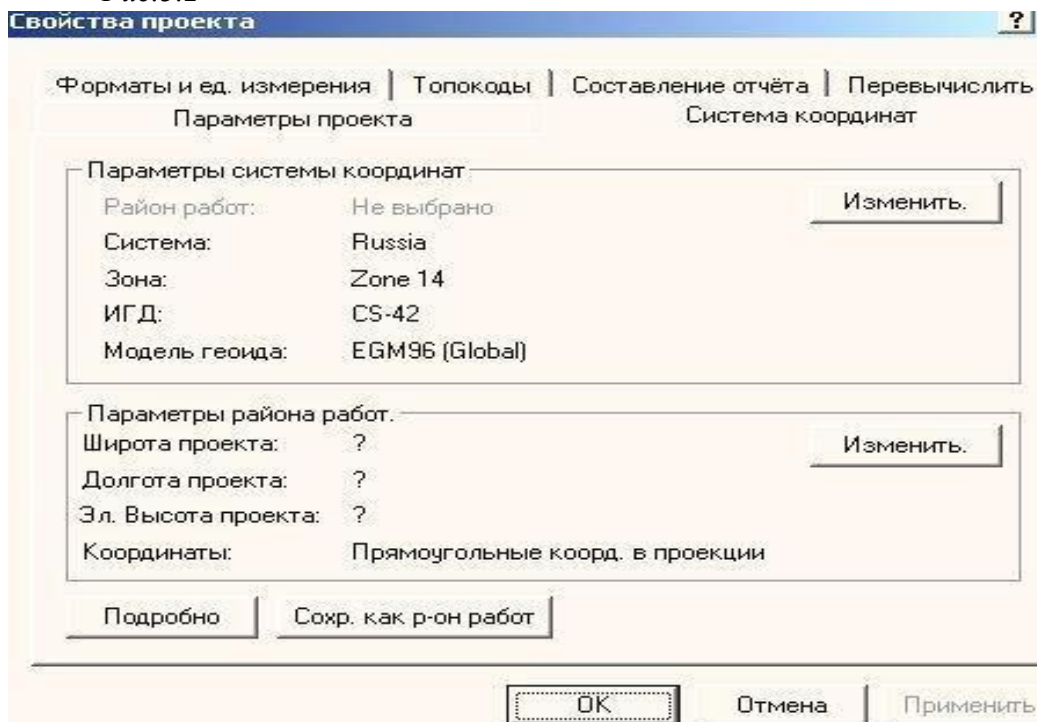 Свойства проекта ?
Форматы и ед. измерения | Топокоды | Составление отчёта | Перевычислить
Параметры проекта Система координат
Параметры системы координат
Район работ: Не выбрано Изменить.
Система: Russia
Зона: Zone 14
ИГД: СS-42
Модель геоида: EGM96 (Global)
Параметры района работ.
Широта проекта: ? Изменить.
Долгота проекта: ?
Эл. Высота проекта: ?
Координаты: Прямоугольные коорд. в проекции
Подробно Сохр. как р-он работ
OK Отмена Применить